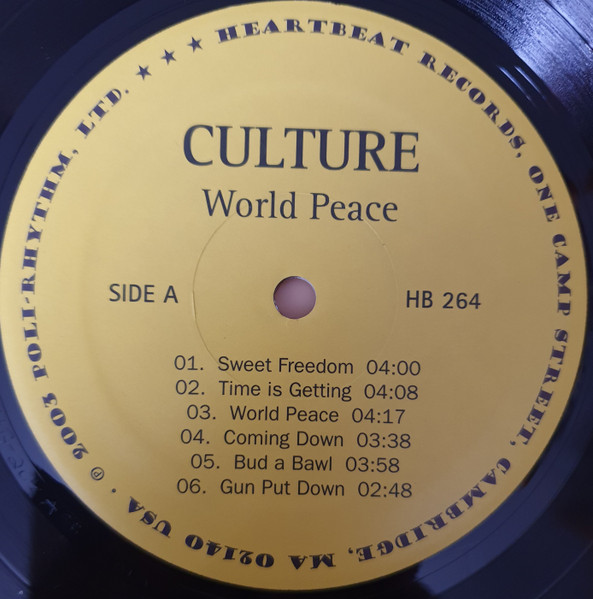 CULTURE
World Peace
SIDE A
HB 264
01. Sweet Freedom 04:00
02. Time is Getting 04:08
03. World Peace 04:17
04. Coming Down 03:38
05. Bud a Bawl 03:58
06. Gun Put Down 02:48
℗ 2003 POLI-RHYTHM, LTD. ★ ★ ★ HEARTBEAT RECORDS, ONE CAMP STREET, CAMBRIDGE, MA 02140 USA ·